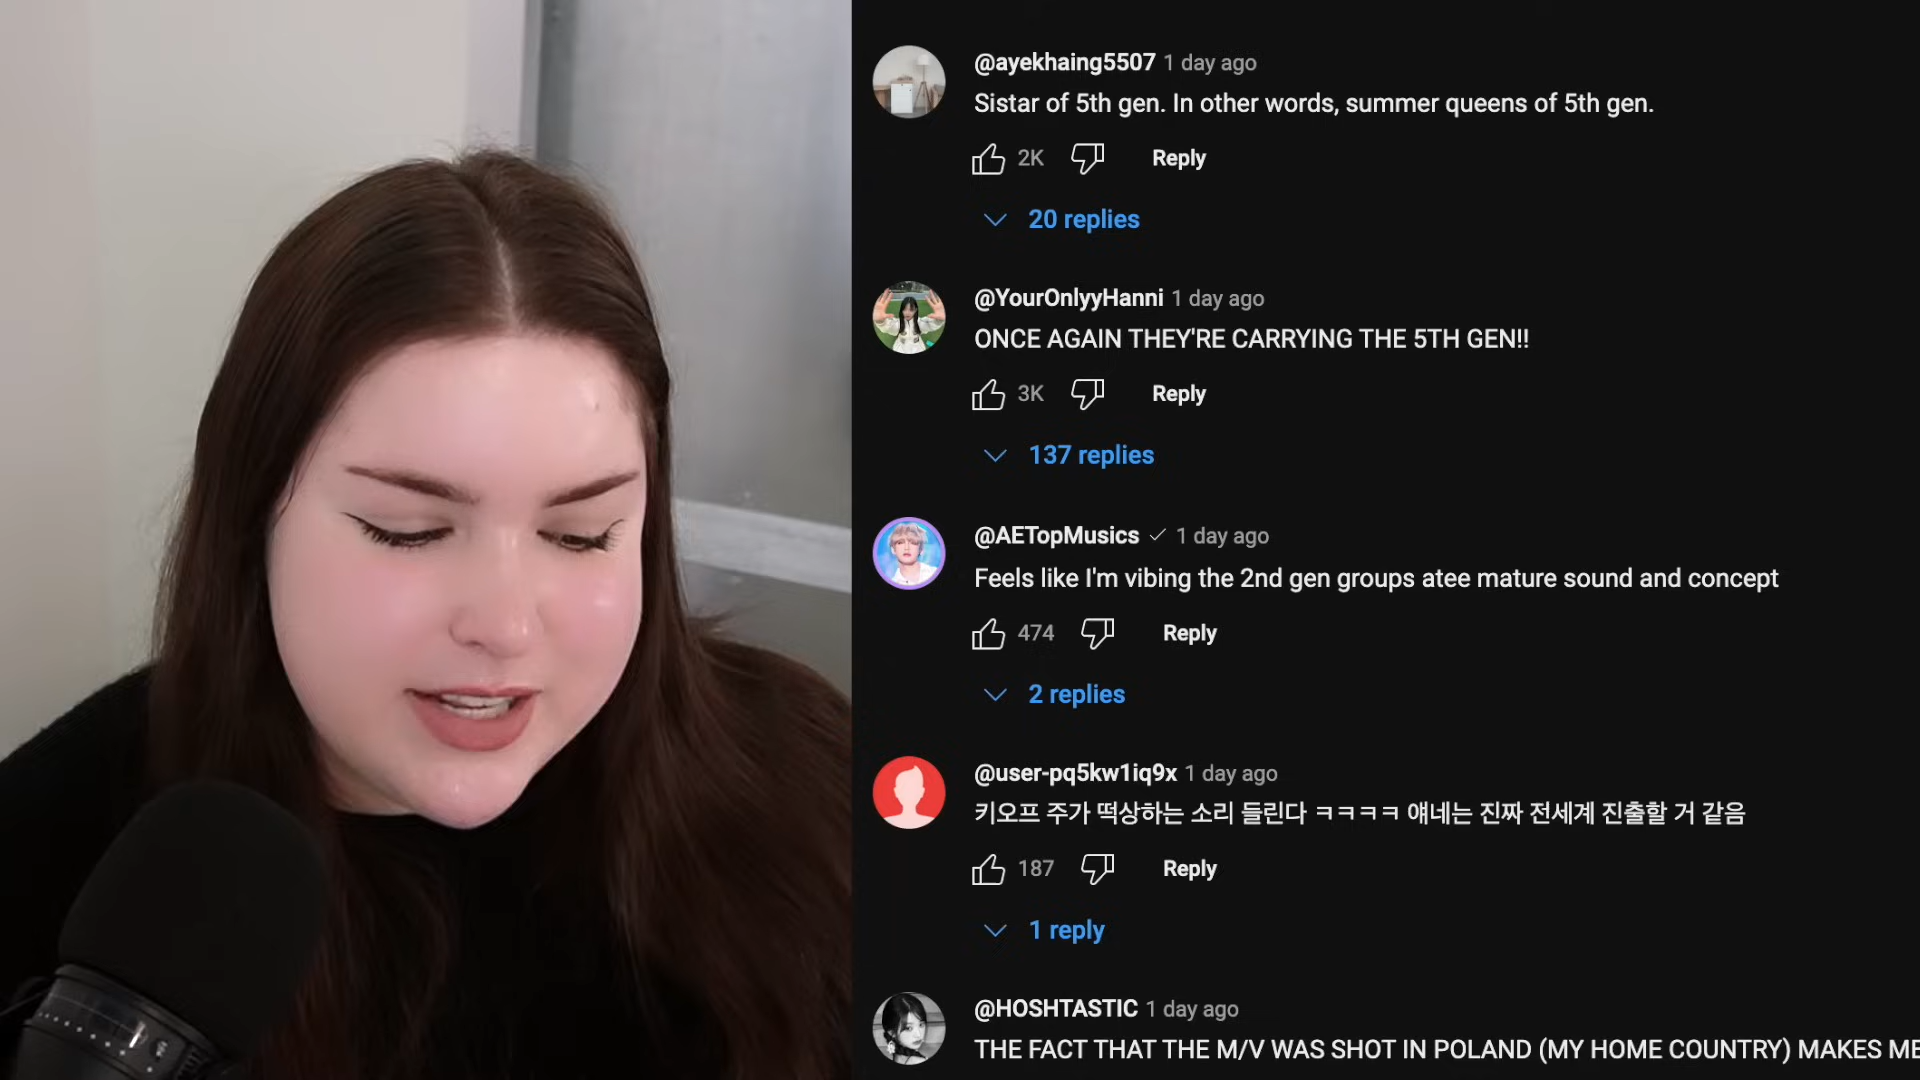 @ayekhaing5507 1 day ago
Sistar of 5th gen. In other words, summer queens of 5th gen.
2K Reply
20 replies
@YourOnlyyHanni 1 day ago
ONCE AGAIN THEY'RE CARRYING THE 5TH GEN!!
3K Reply
137 replies
@AETopMusics 1 day ago
Feels like I'm vibing the 2nd gen groups atee mature sound and concept
474 Reply
2 replies
@user-pq5kw1iq9x 1 day ago
키오프 주가 떡상하는 소리 들린다 ㅋㅋㅋㅋ 얘네는 진짜 전세계 진출할 거 같음
187 Reply
1 reply
@HOSHTASTIC 1 day ago
THE FACT THAT THE M/V WAS SHOT IN POLAND (MY HOME COUNTRY) MAKES ME